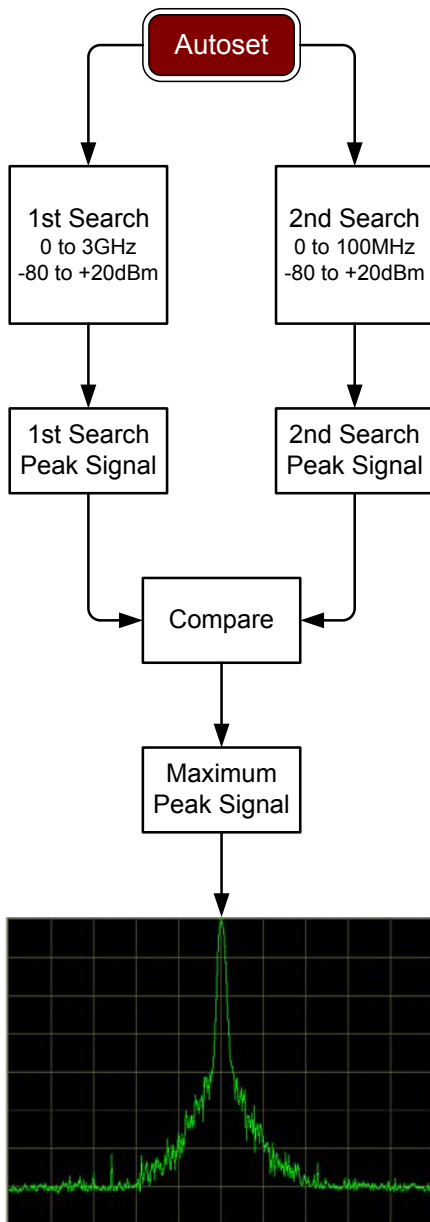 Autoset
1st Search
0 to 3GHz
-80 to +20dBm
2nd Search
0 to 100MHz
-80 to +20dBm
1st Search
Peak Signal
2nd Search
Peak Signal
Compare
Maximum
Peak Signal